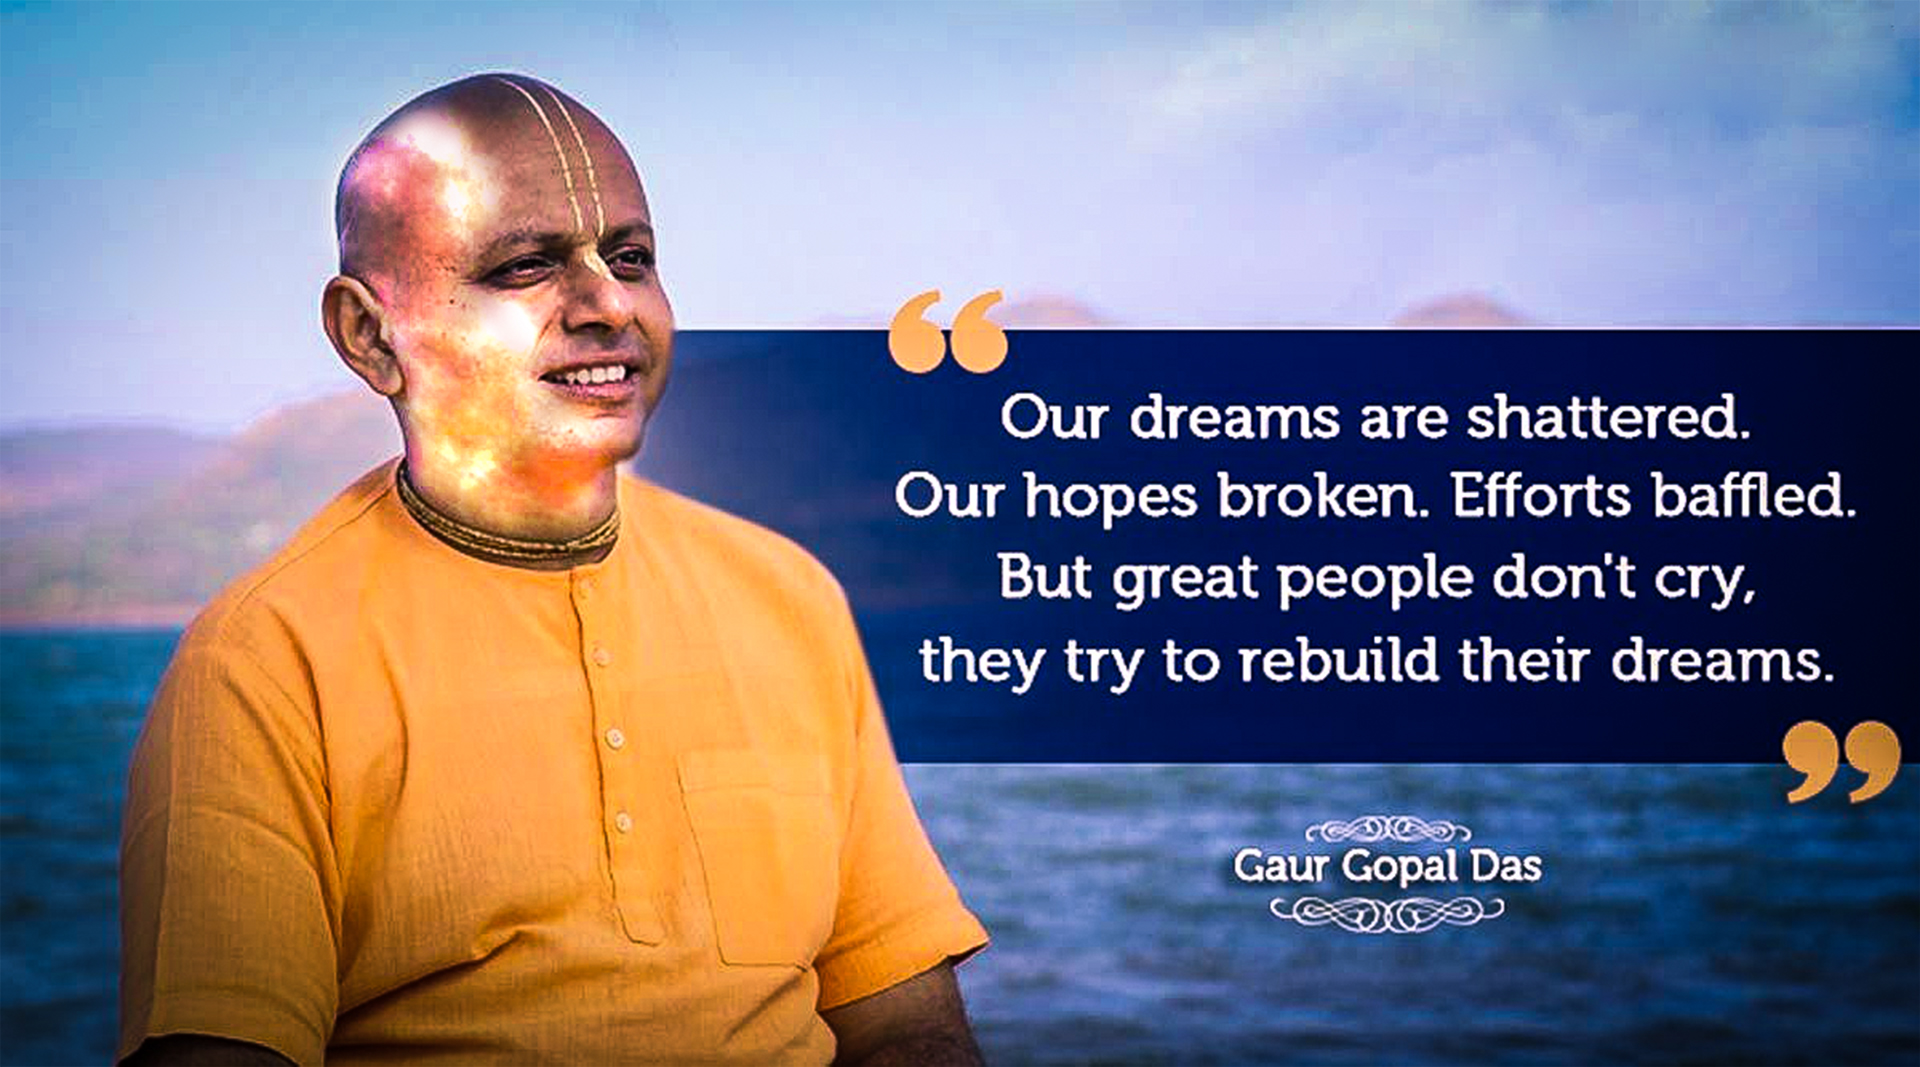 “
Our dreams are shattered.
Our hopes broken. Efforts baffled.
But great people don't cry,
they try to rebuild their dreams.
”
Gaur Gopal Das